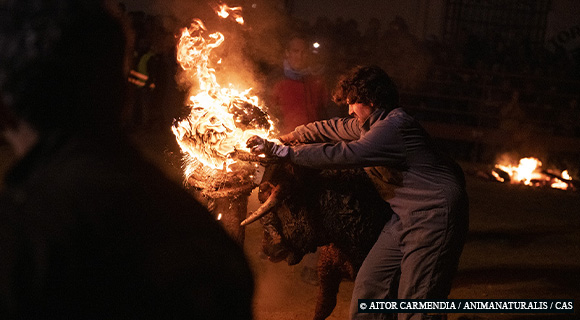 © AITOR CARMENDIA / ANIMANATURALIS / CAS